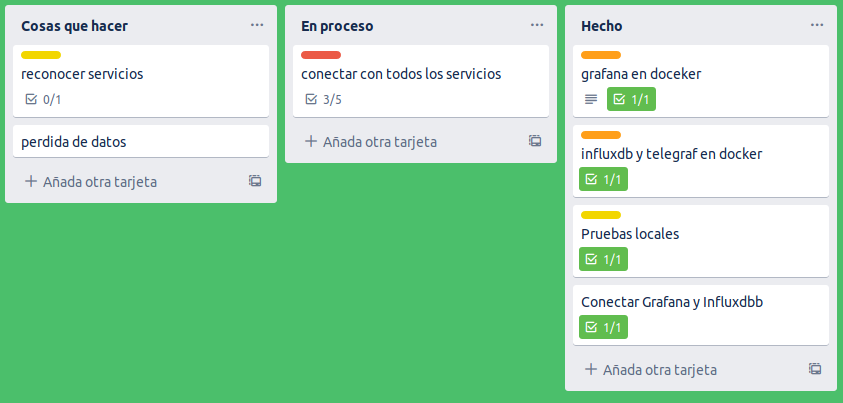 Cosas que hacer
reconocer servicios
0/1
perdida de datos
Añada otra tarjeta
En proceso
conectar con todos los servicios
3/5
Añada otra tarjeta
Hecho
grafana en doceker
1/1
influxdb y telegraf en docker
1/1
Pruebas locales
1/1
Conectar Grafana y Influxdbb
1/1
Añada otra tarjeta